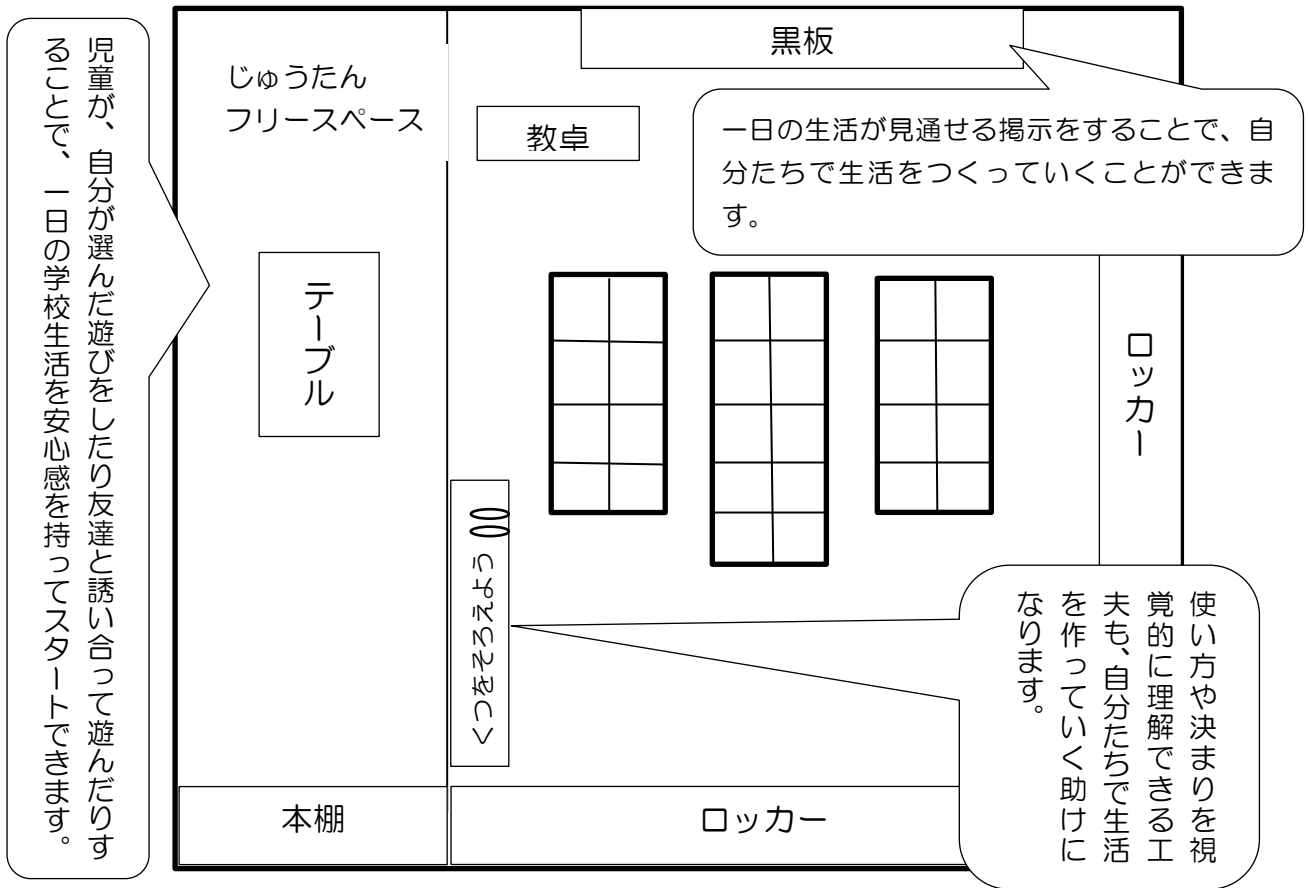 児童が、自分が選んだ遊びをしたり友達と誘い合って遊んだりす
ることで、一日の学校生活を安心感を持ってスタートできます。
じゅうたん
フリースペース
黒板
教卓
一日の生活が見通せる掲示をすることで、自
分たちで生活をつくっていくことができま
す。
テーブル
ロッカー
くつをそろえよう
使い方や決まりを視
覚的に理解できる工
夫も、自分たちで生活
を作っていく助けに
なります。
本棚
ロッカー